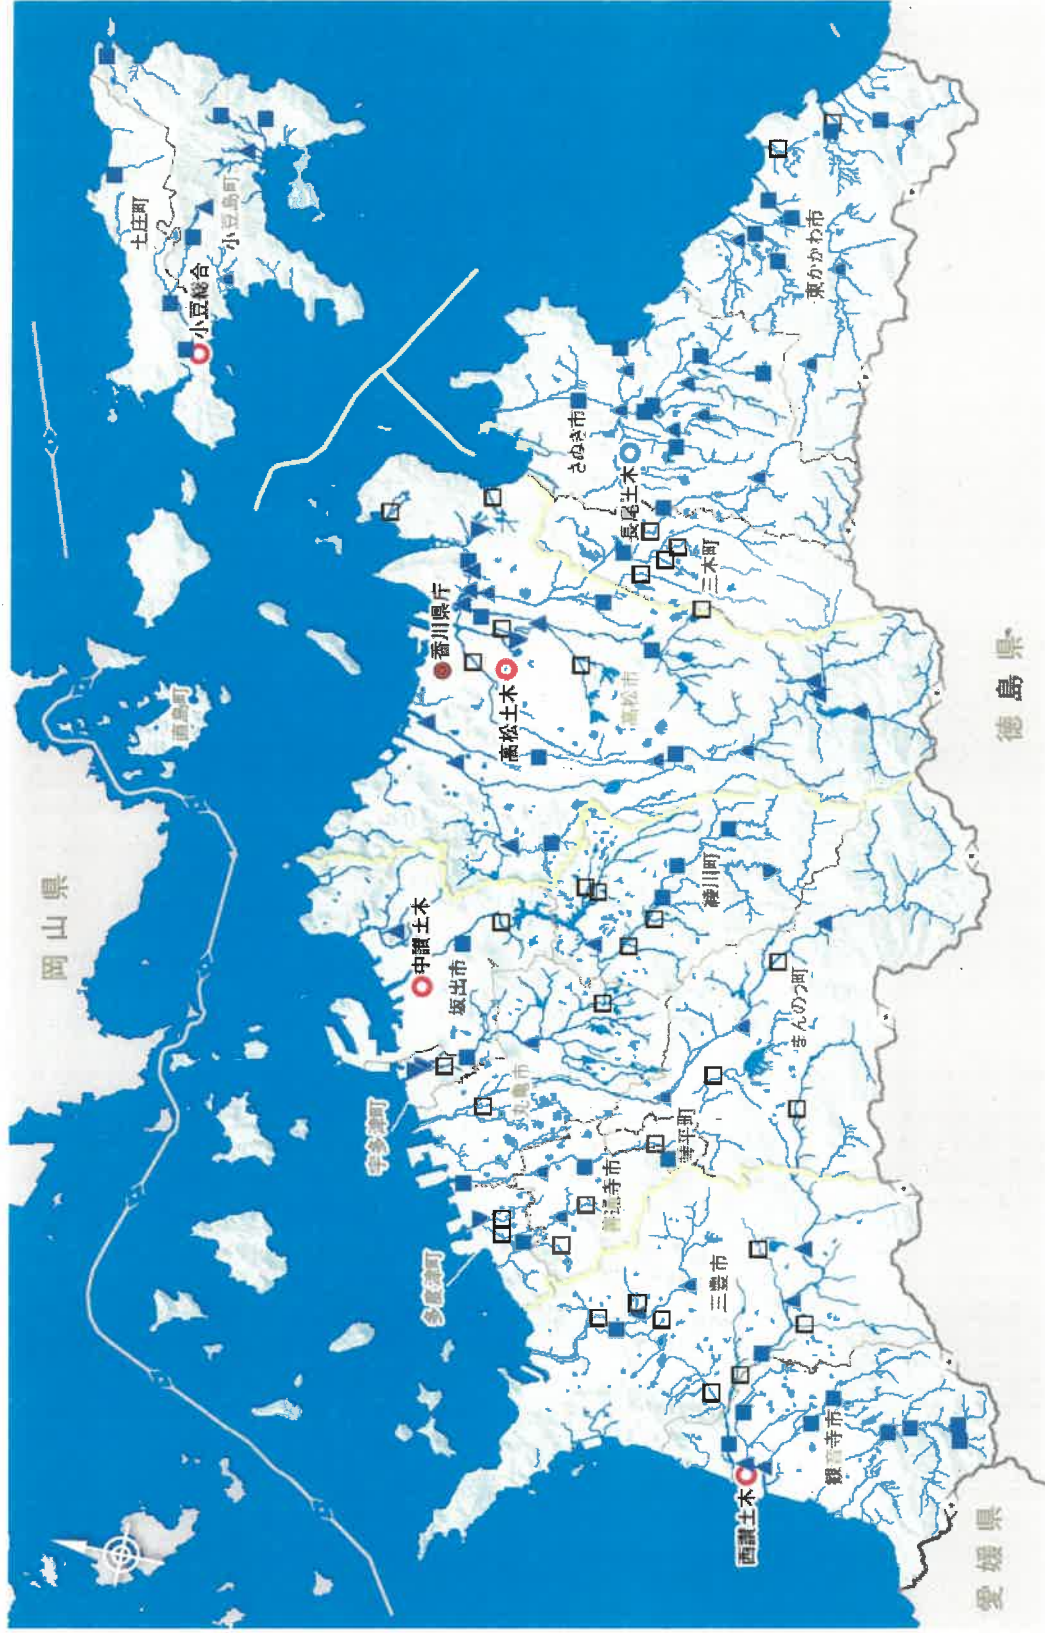 岡山県
土庄町
小豆島町
小豆総合
直島町
香川県庁
高松土木
高松市
さぬき市
長尾土木
三木町
東かがわ市
中讃土木
坂出市
宇多津町
丸亀市
綾川町
まんのう町
琴平町
善通寺市
多度津町
三豊市
観音寺市
西讃土木
愛媛県
徳島県